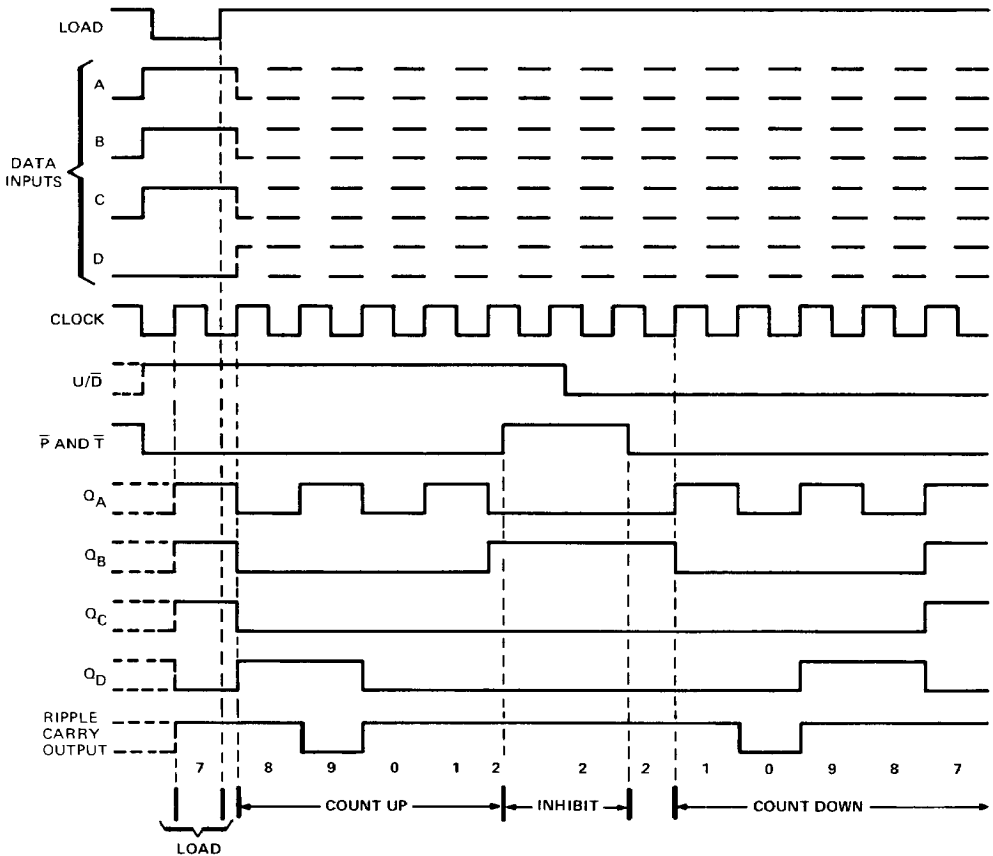 LOAD
A
B
DATA
INPUTS
C
D
CLOCK
U/D̅
P̅ AND T̅
QA
QB
QC
QD
RIPPLE
CARRY
OUTPUT
7 8 9 0 1 2 2 2 1 0 9 8 7
COUNT UP INHIBIT COUNT DOWN
LOAD